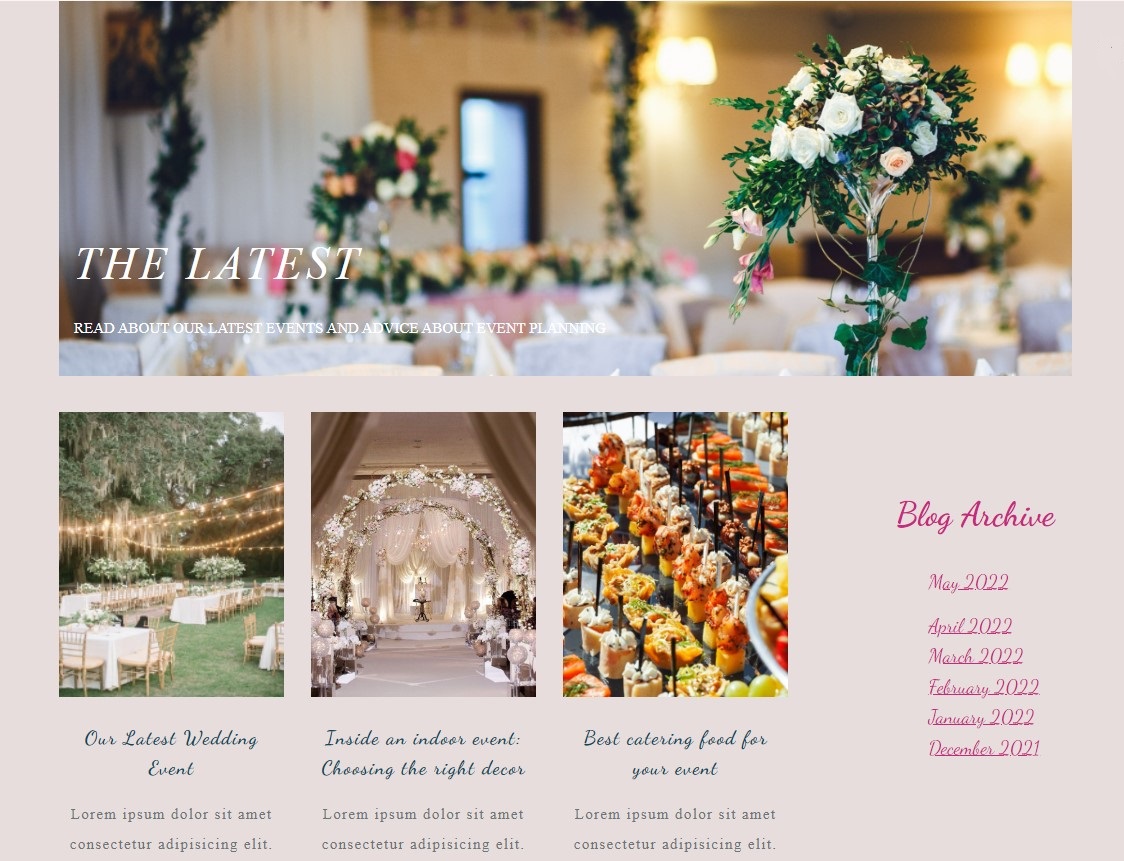 THE LATEST
READ ABOUT OUR LATEST EVENTS AND ADVICE ABOUT EVENT PLANNING
Our Latest Wedding
Event
Lorem ipsum dolor sit amet
consectetur adipisicing elit.
Inside an indoor event:
Choosing the right decor
Lorem ipsum dolor sit amet
consectetur adipisicing elit.
Best catering food for
your event
Lorem ipsum dolor sit amet
consectetur adipisicing elit.
Blog Archive
May 2022
April 2022
March 2022
February 2022
January 2022
December 2021